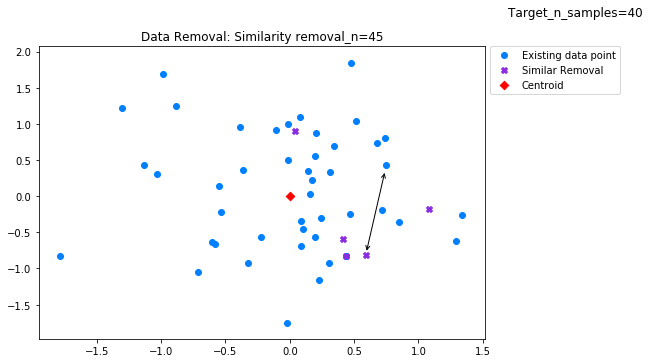 Target_n_samples=40
Data Removal: Similarity removal_n=45
Existing data point
Similar Removal
Centroid
2.0
1.5
1.0
0.5
0.0
−0.5
−1.0
−1.5
−1.5 −1.0 −0.5 0.0 0.5 1.0 1.5